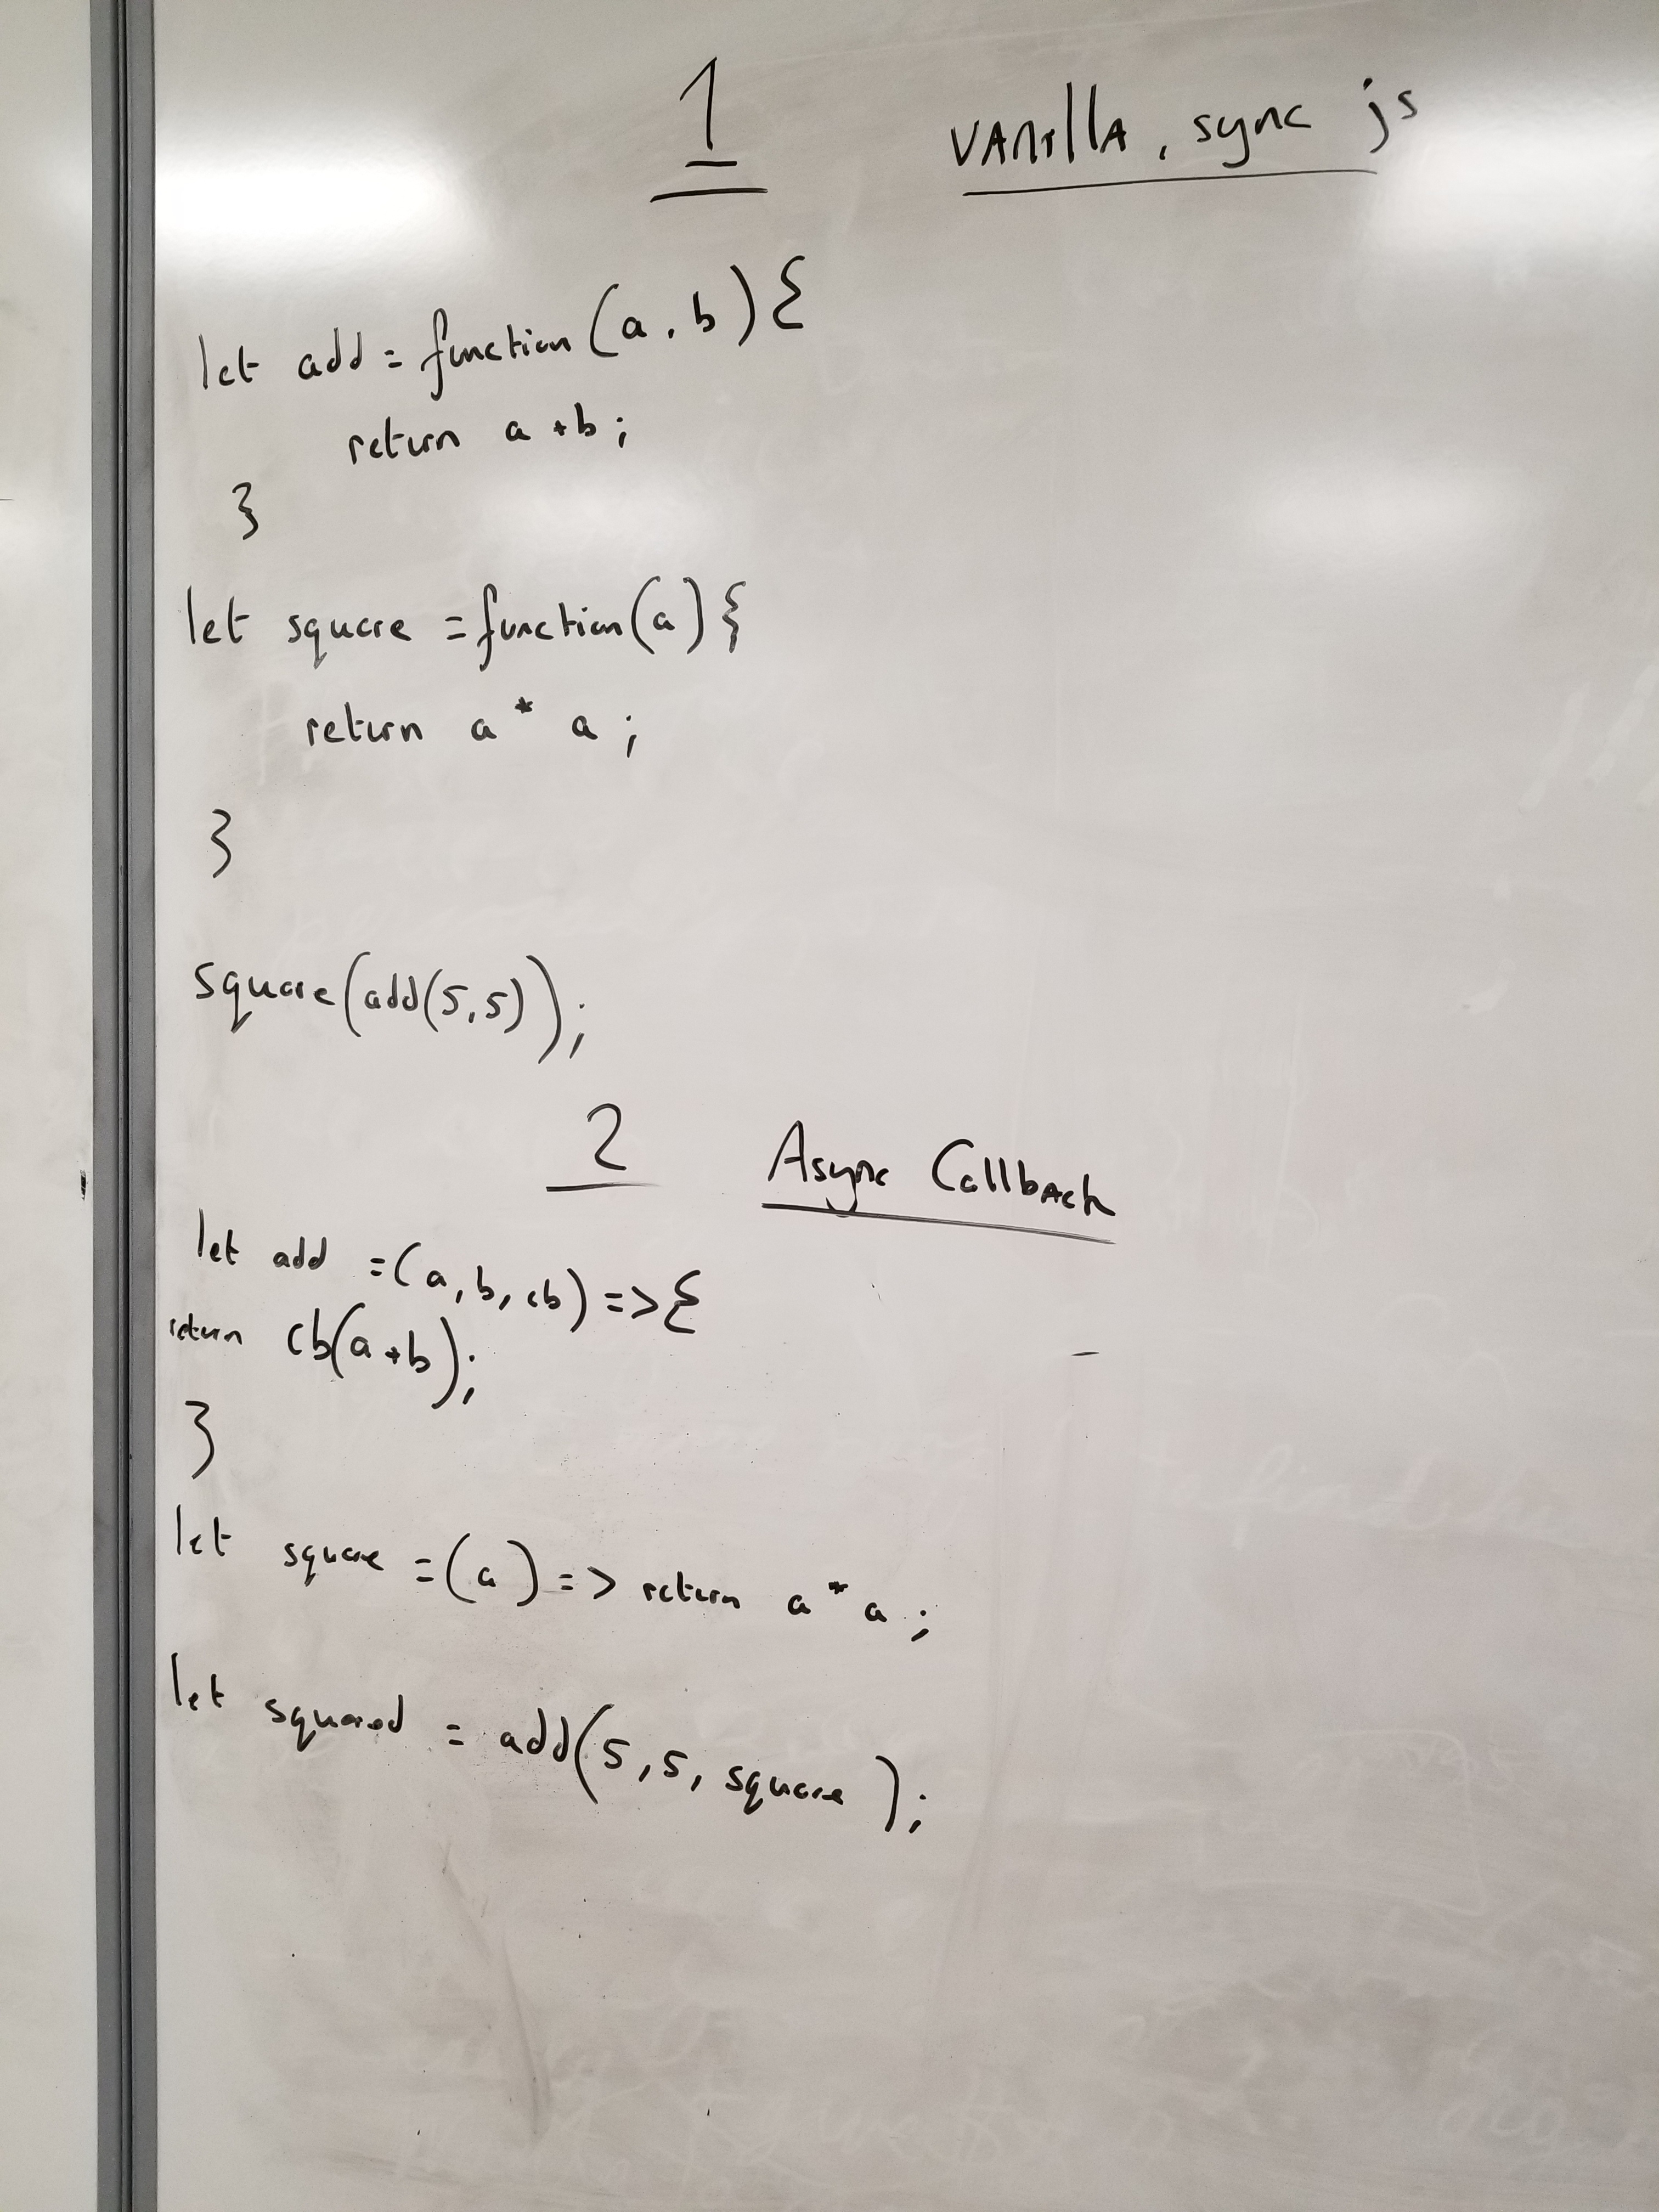 1 VANILLA, sync js
let add = function(a, b){
return a + b;
}
let square = function(a){
return a * a;
}
square(add(5,5));
2 Async Callback
let add = (a, b, cb) => {
return cb(a+b);
}
let square = (a) => return a * a;
let squared = add(5,5, square);